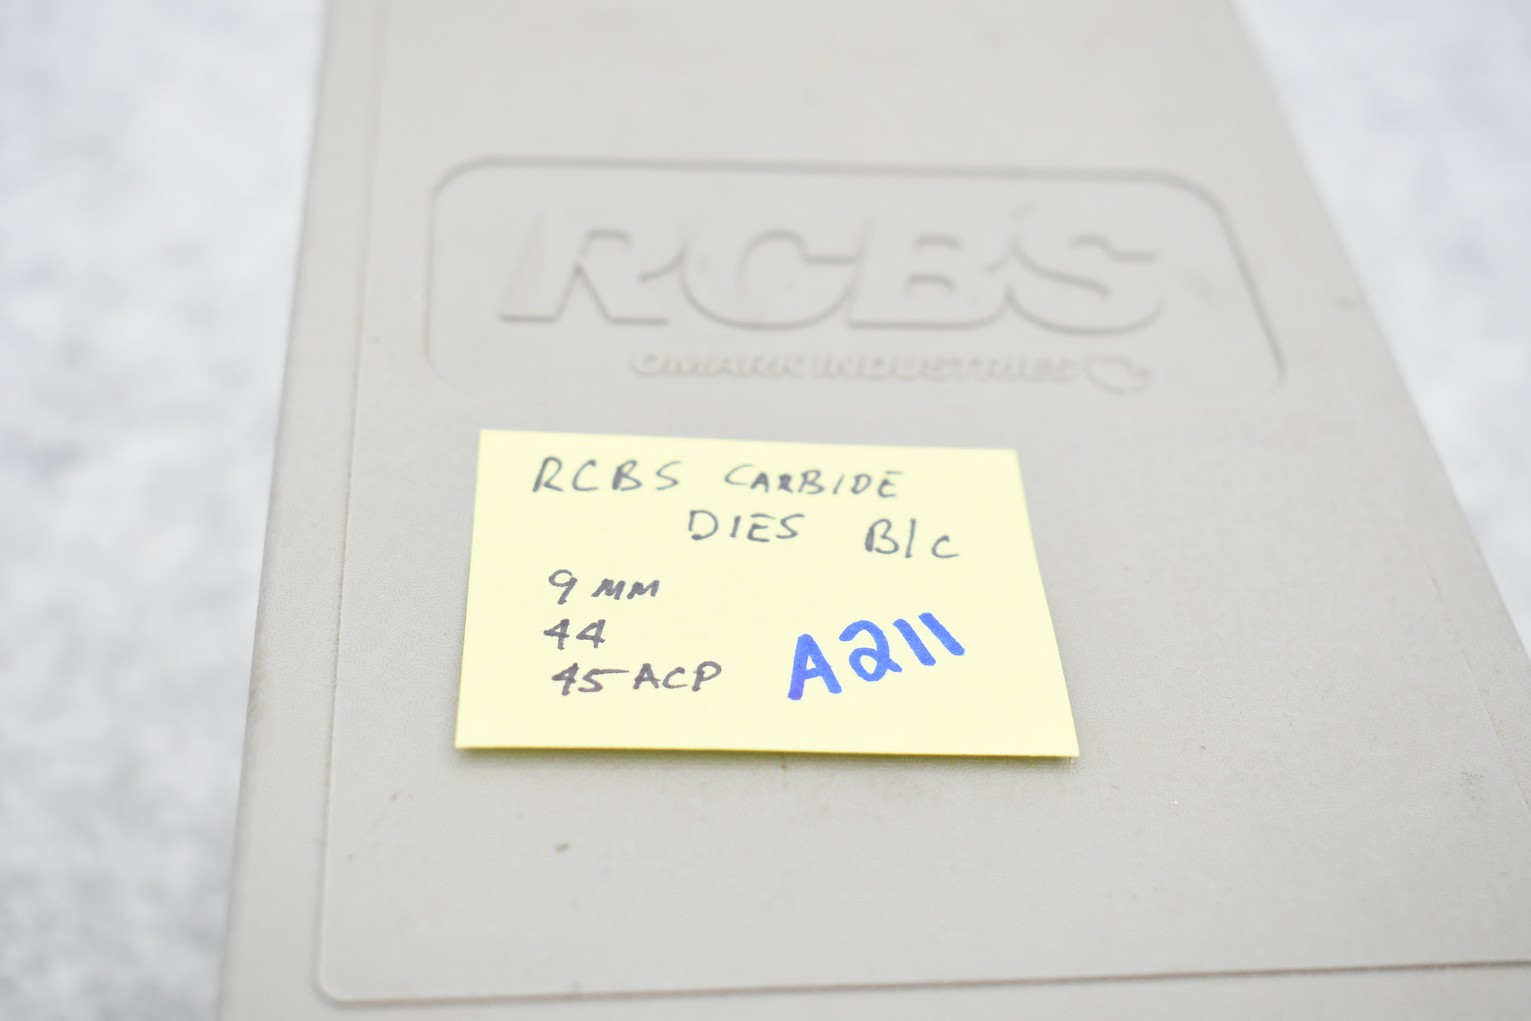 RCBS
OMARK INDUSTRIES
RCBS CARBIDE
DIES B/C
9 MM
44
45 ACP
A211